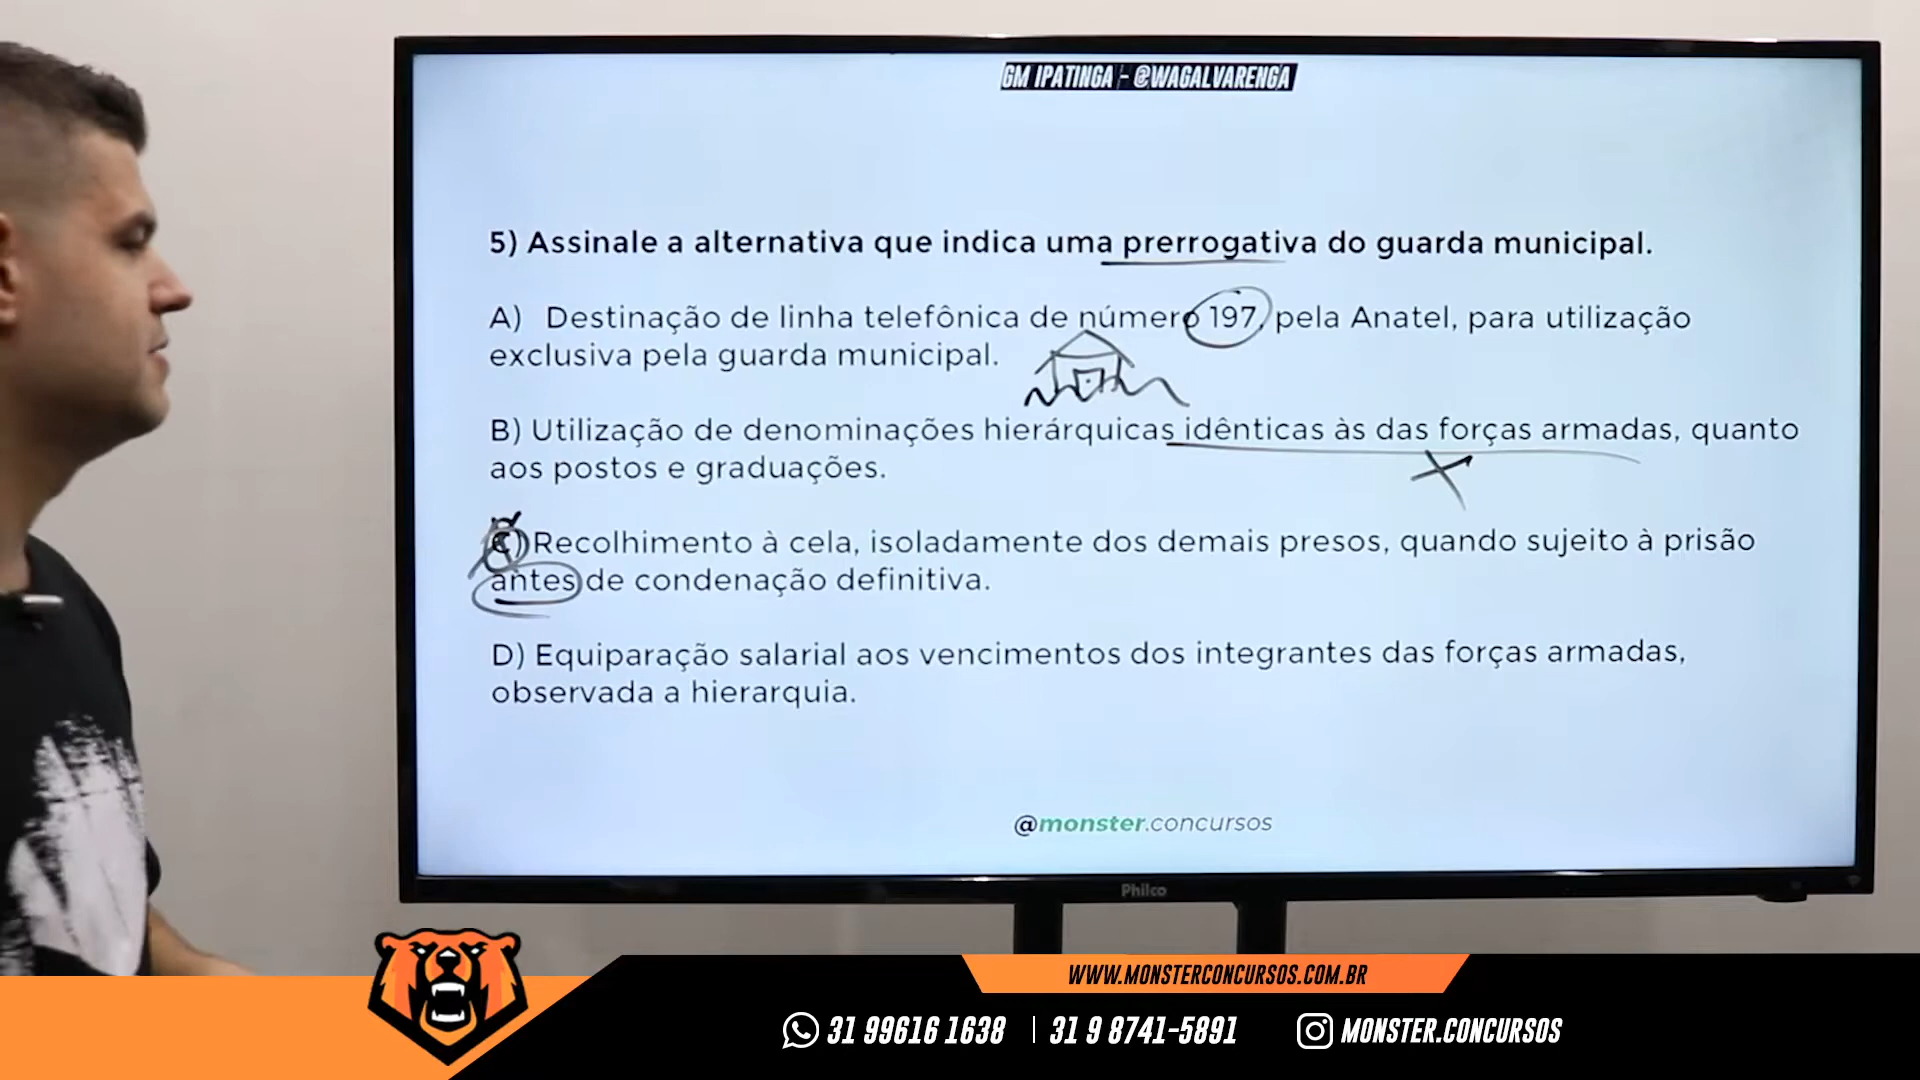 GM IPATINGA - @WAGALVARENGA
5) Assinale a alternativa que indica uma prerrogativa do guarda municipal.
A) Destinação de linha telefônica de número 197, pela Anatel, para utilização
exclusiva pela guarda municipal.
B) Utilização de denominações hierárquicas idênticas às das forças armadas, quanto
aos postos e graduações.
C) Recolhimento à cela, isoladamente dos demais presos, quando sujeito à prisão
antes de condenação definitiva.
D) Equiparação salarial aos vencimentos dos integrantes das forças armadas,
observada a hierarquia.
@monster.concursos
Philco
WWW.MONSTERCONCURSOS.COM.BR
31 99616 1638 | 31 9 8741-5891 MONSTER.CONCURSOS